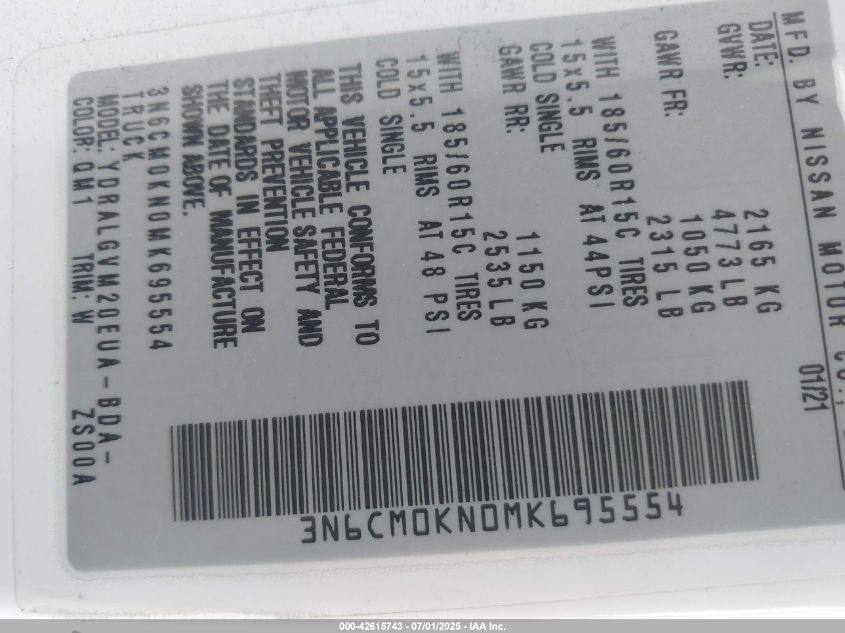 MFD. BY NISSAN MOTOR CO.,
DATE: 01/21
GVWR: 2165 KG
4773 LB
GAWR FR: 1050 KG
2315 LB
WITH 185/60R15C TIRES
15x5.5 RIMS AT 44 PSI
COLD SINGLE
GAWR RR: 1150 KG
2535 LB
WITH 185/60R15C TIRES
15x5.5 RIMS AT 48 PSI
COLD SINGLE
THIS VEHICLE CONFORMS TO
ALL APPLICABLE FEDERAL
MOTOR VEHICLE SAFETY AND
THEFT PREVENTION
STANDARDS IN EFFECT ON
THE DATE OF MANUFACTURE
SHOWN ABOVE.
3N6CM0KN0MK695554
TRUCK
MODEL: YDRALGVM20EUA-BDA-
ZS00A
COLOR: QM1 TRIM: W
3N6CM0KN0MK695554
000-42615743 - 07/01/2025 - IAA Inc.